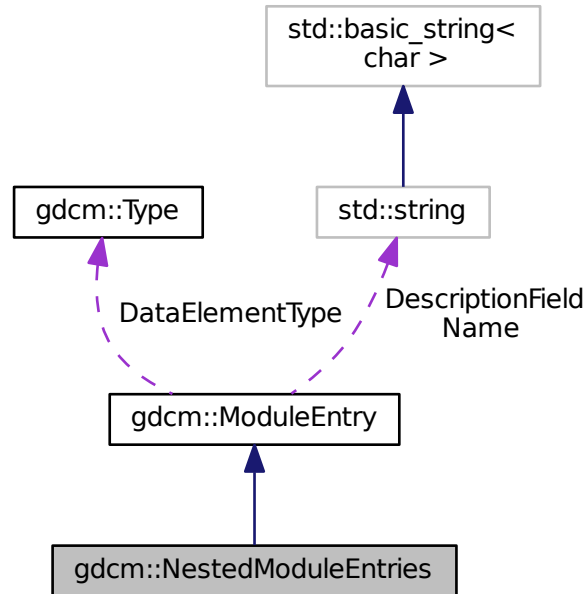 std::basic_string<
char >
gdcm::Type
std::string
DataElementType
DescriptionField
Name
gdcm::ModuleEntry
gdcm::NestedModuleEntries